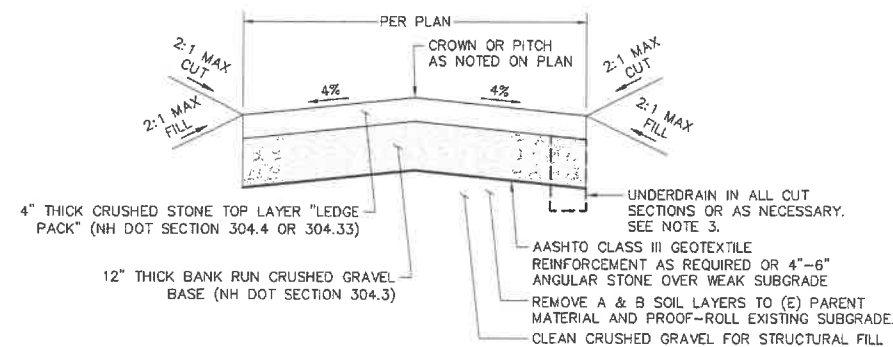 PER PLAN
CROWN OR PITCH
AS NOTED ON PLAN
2:1 MAX
CUT
2:1 MAX
FILL
4%
4%
2:1 MAX
CUT
2:1 MAX
FILL
4" THICK CRUSHED STONE TOP LAYER "LEDGE
PACK" (NH DOT SECTION 304.4 OR 304.33)
12" THICK BANK RUN CRUSHED GRAVEL
BASE (NH DOT SECTION 304.3)
UNDERDRAIN IN ALL CUT
SECTIONS OR AS NECESSARY.
SEE NOTE 3.
AASHTO CLASS III GEOTEXTILE
REINFORCEMENT AS REQUIRED OR 4"-6"
ANGULAR STONE OVER WEAK SUBGRADE
REMOVE A & B SOIL LAYERS TO (E) PARENT
MATERIAL AND PROOF-ROLL EXISTING SUBGRADE.
CLEAN CRUSHED GRAVEL FOR STRUCTURAL FILL